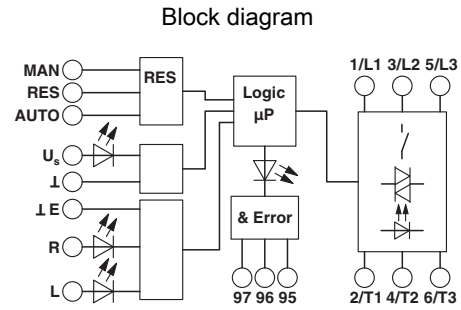 Block diagram
MAN
RES
AUTO
RES
Logic
µP
1/L1 3/L2 5/L3
Us
⊥
⊥ E
R
L
& Error
97 96 95
2/T1 4/T2 6/T3